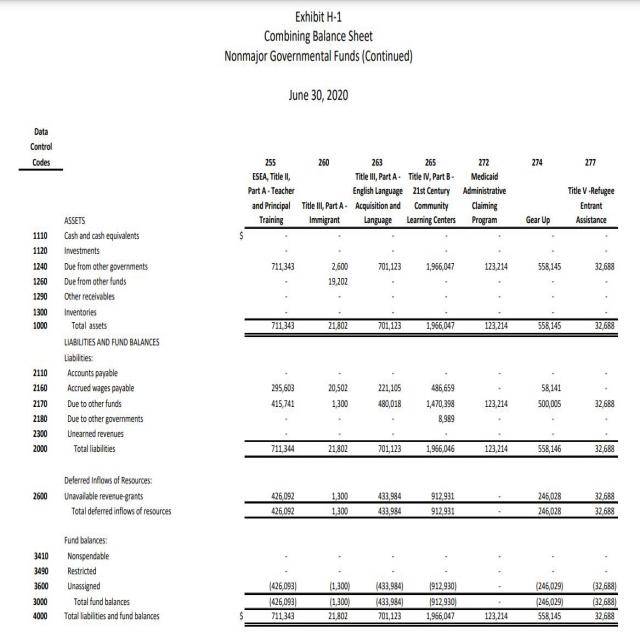 Exhibit H-1
Combining Balance Sheet
Nonmajor Governmental Funds (Continued)
June 30, 2020
Data
Control
Codes 255 260 263 265 272 274 277
ESEA, Title II, Title III, Part A - Title IV, Part B - Medicaid
Part A - Teacher English Language 21st Century Administrative Title V -Refugee
and Principal Title III, Part A - Acquisition and Community Claiming Entrant
ASSETS Training Immigrant Language Learning Centers Program Gear Up Assistance
1110 Cash and cash equivalents $ - - - - - - -
1120 Investments - - - - - - -
1240 Due from other governments 711,343 2,600 701,123 1,966,047 123,214 558,145 32,688
1260 Due from other funds - 19,202 - - - - -
1290 Other receivables - - - - - - -
1300 Inventories - - - - - - -
1000 Total assets 711,343 21,802 701,123 1,966,047 123,214 558,145 32,688
LIABILITIES AND FUND BALANCES
Liabilities:
2110 Accounts payable - - - - - - -
2160 Accrued wages payable 295,603 20,502 221,105 486,659 58,141 -
2170 Due to other funds 415,741 1,300 480,018 1,470,398 123,214 500,005 32,688
2180 Due to other governments - - - 8,989 - - -
2300 Unearned revenues - - - - - - -
2000 Total liabilities 711,344 21,802 701,123 1,966,046 123,214 558,146 32,688
Deferred Inflows of Resources:
2600 Unavailable revenue-grants 426,092 1,300 433,984 912,931 - 246,028 32,688
Total deferred inflows of resources 426,092 1,300 433,984 912,931 - 246,028 32,688
Fund balances:
3410 Nonspendable - - - - - - -
3490 Restricted - - - - - - -
3600 Unassigned (426,093) (1,300) (433,984) (912,930) - (246,029) (32,688)
3000 Total fund balances (426,093) (1,300) (433,984) (912,930) - (246,029) (32,688)
4000 Total liabilities and fund balances $ 711,343 21,802 701,123 1,966,047 123,214 558,145 32,688